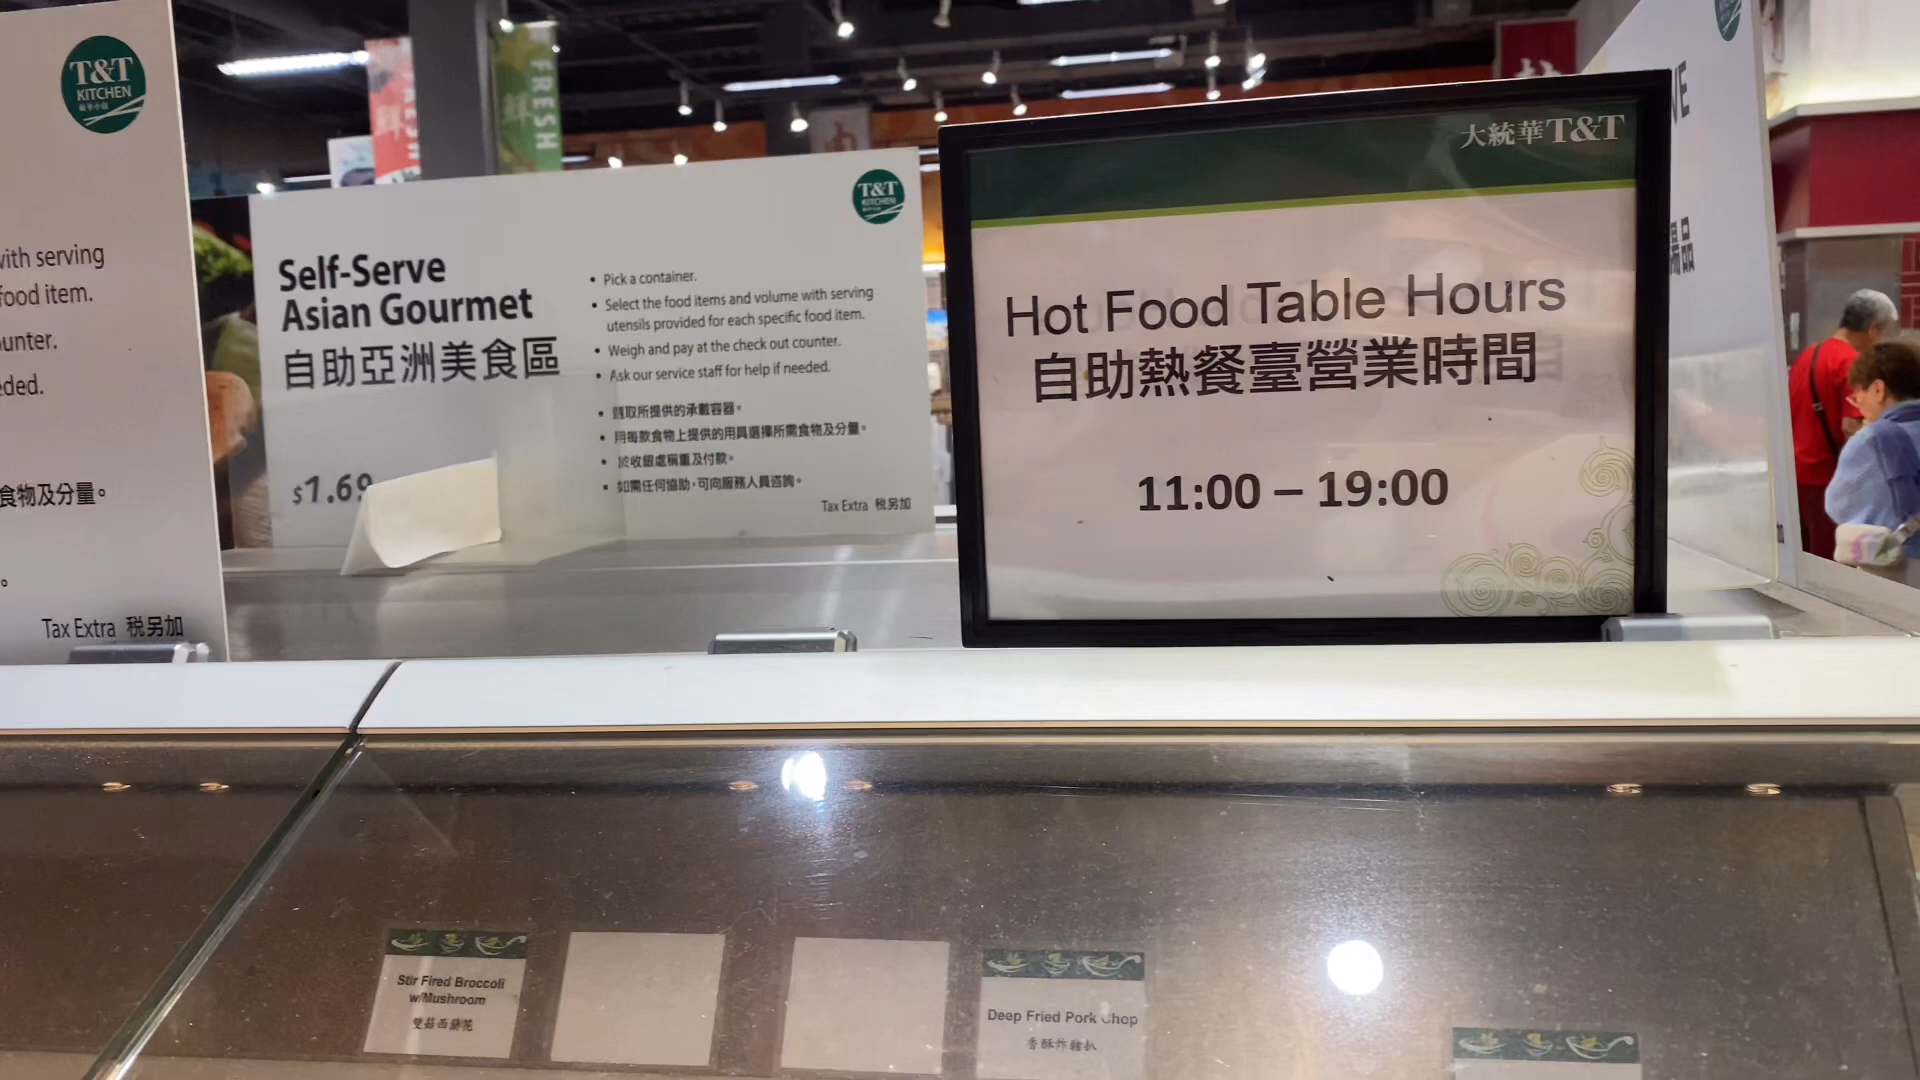 T&T
KITCHEN
with serving
food item.
unter.
eded.
食物及分量。
Tax Extra 税另加
FRESH
鮮
T&T
KITCHEN
Self-Serve
Asian Gourmet
自助亞洲美食區
$1.69
• Pick a container.
• Select the food items and volume with serving
utensils provided for each specific food item.
• Weigh and pay at the check out counter.
• Ask our service staff for help if needed.
• 選取所提供的承載容器。
• 用每款食物上提供的用具選擇所需食物及分量。
• 於收銀處稱重及付款。
• 如需任何協助，可向服務人員咨詢。
Tax Extra 税另加
大統華T&T
Hot Food Table Hours
自助熱餐臺營業時間
11:00 – 19:00
VE
湯品
Stir Fired Broccoli
w/Mushroom
雙菇西蘭花
Deep Fried Pork Chop
香酥炸豬扒